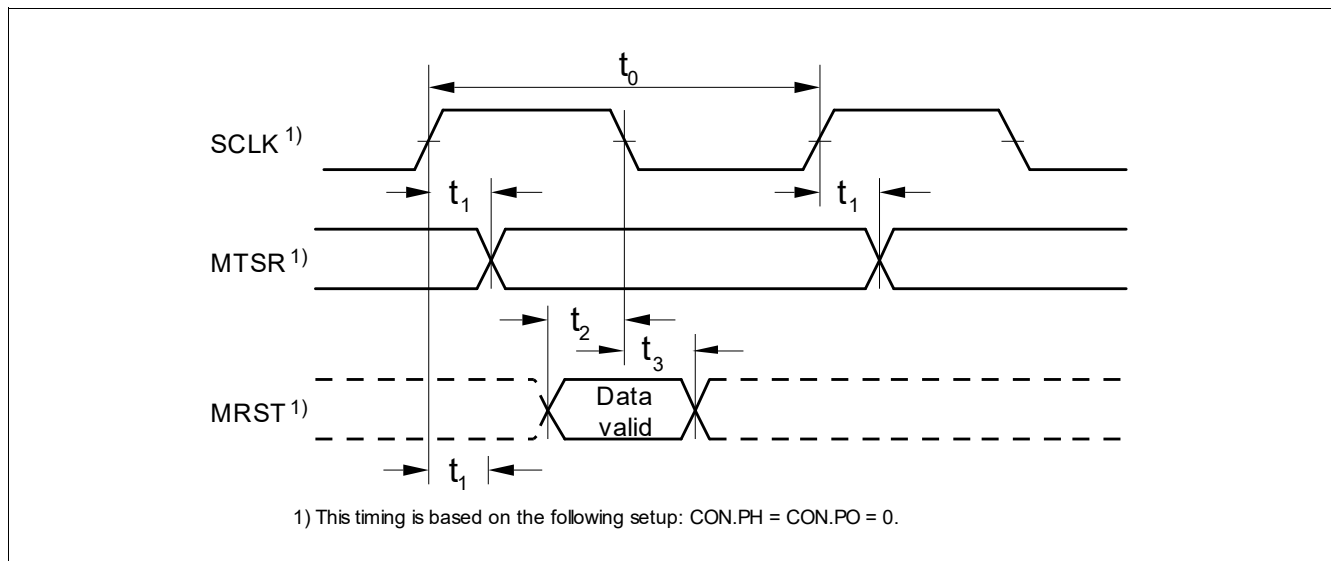 t0
SCLK 1)
t1
t1
MTSR 1)
t2
t3
MRST 1)
Data
valid
t1
1) This timing is based on the following setup: CON.PH = CON.PO = 0.